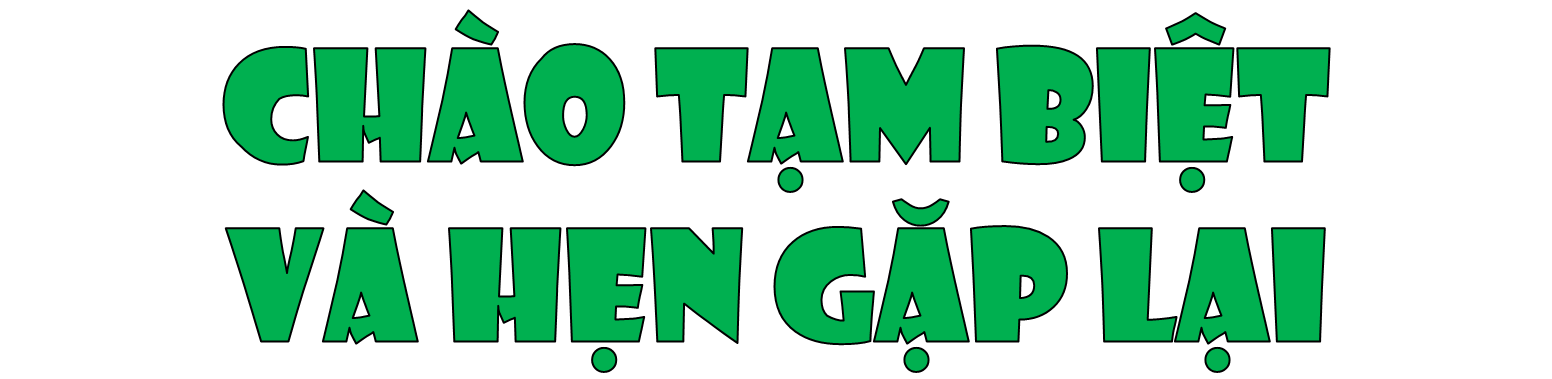 CHÀO TẠM BIỆT
VÀ HẸN GẶP LẠI